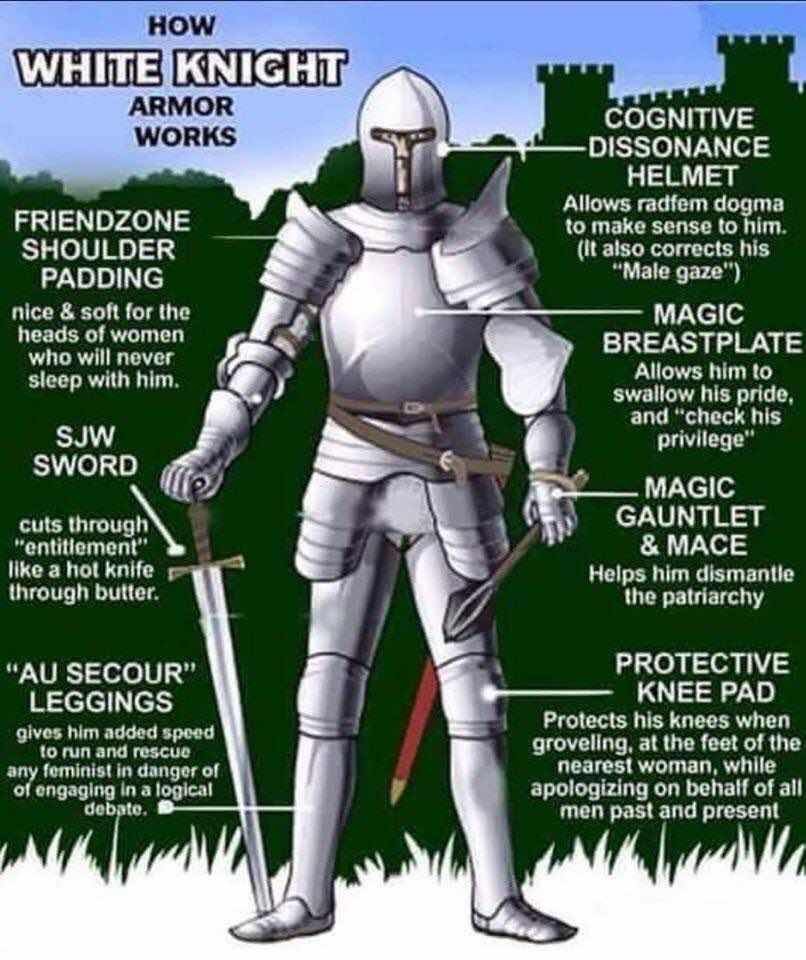 HOW
WHITE KNIGHT
ARMOR
WORKS
FRIENDZONE
SHOULDER
PADDING
nice & soft for the
heads of women
who will never
sleep with him.
SJW
SWORD
cuts through
"entitlement"
like a hot knife
through butter.
"AU SECOUR"
LEGGINGS
gives him added speed
to run and rescue
any feminist in danger of
of engaging in a logical
debate.
COGNITIVE
DISSONANCE
HELMET
Allows radfem dogma
to make sense to him.
(It also corrects his
"Male gaze")
MAGIC
BREASTPLATE
Allows him to
swallow his pride,
and "check his
privilege"
MAGIC
GAUNTLET
& MACE
Helps him dismantle
the patriarchy
PROTECTIVE
KNEE PAD
Protects his knees when
groveling, at the feet of the
nearest woman, while
apologizing on behalf of all
men past and present